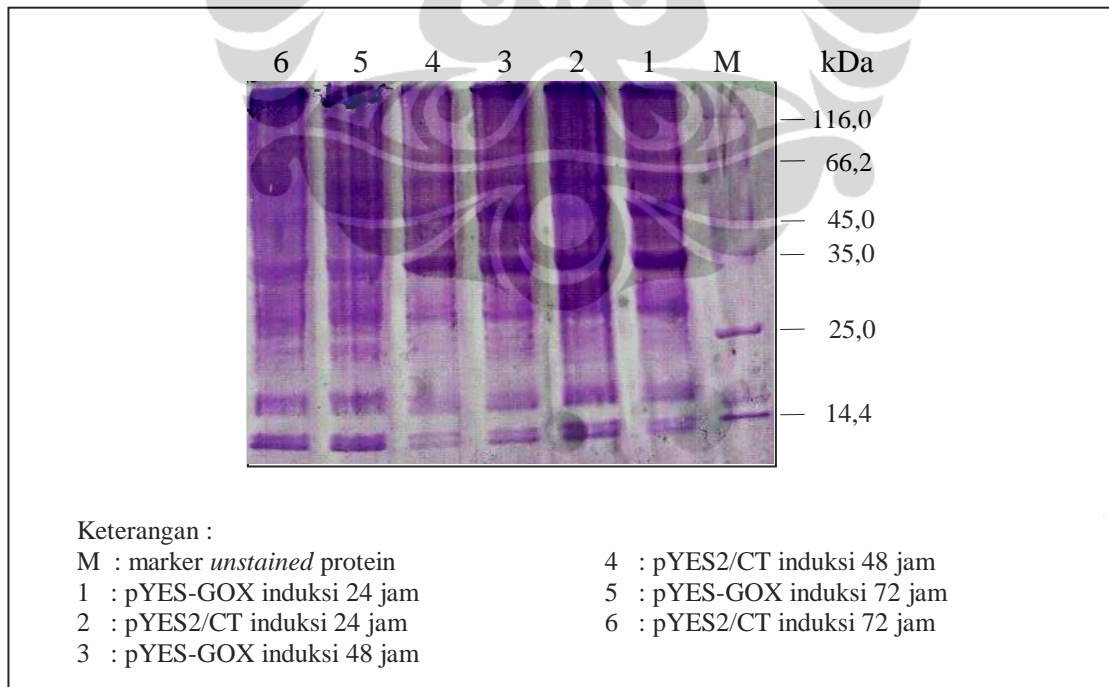 6 5 4 3 2 1 M kDa
116,0
66,2
45,0
35,0
25,0
14,4
Keterangan :
M : marker unstained protein
1 : pYES-GOX induksi 24 jam
2 : pYES2/CT induksi 24 jam
3 : pYES-GOX induksi 48 jam
4 : pYES2/CT induksi 48 jam
5 : pYES-GOX induksi 72 jam
6 : pYES2/CT induksi 72 jam